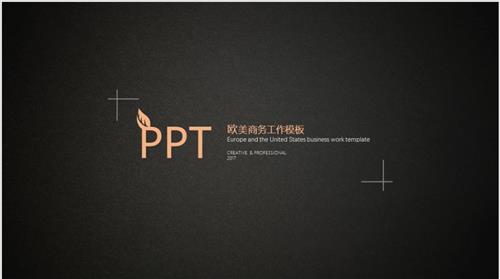 PPT
欧美商务工作模板
Europe and the United States business work template
CREATIVE & PROFESSIONAL
2017